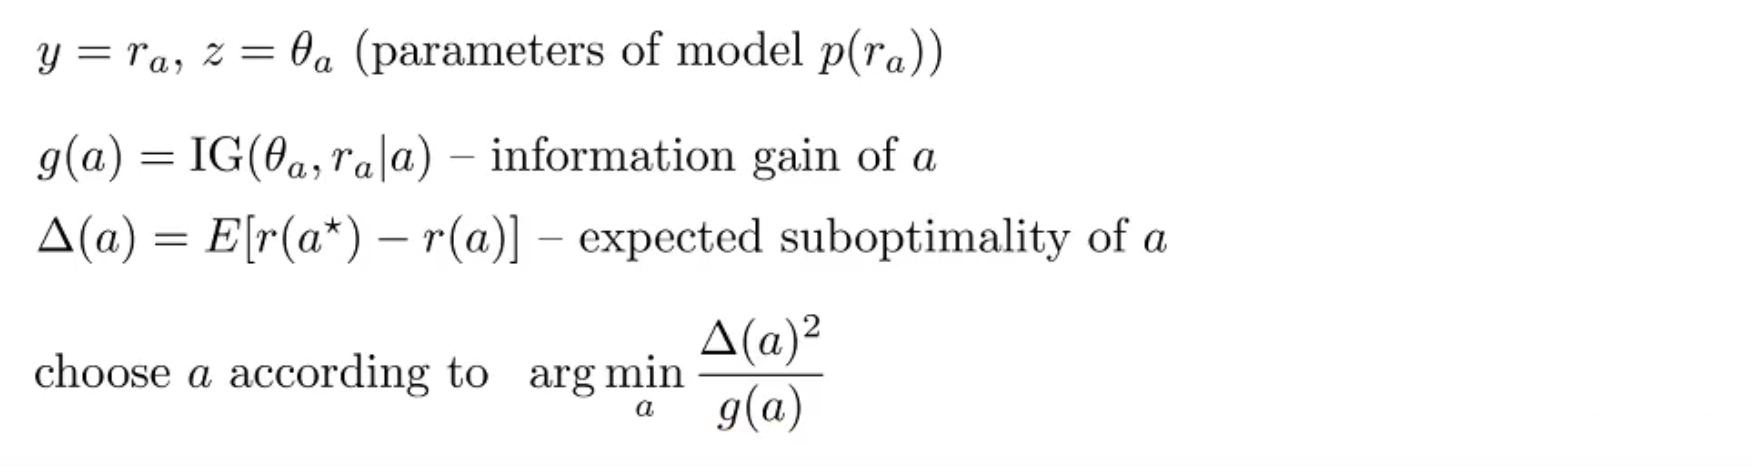 y = r_a, z = θ_a (parameters of model p(r_a))
g(a) = IG(θ_a, r_a|a) – information gain of a
Δ(a) = E[r(a⋆) − r(a)] – expected suboptimality of a
choose a according to arg min_a Δ(a)² / g(a)